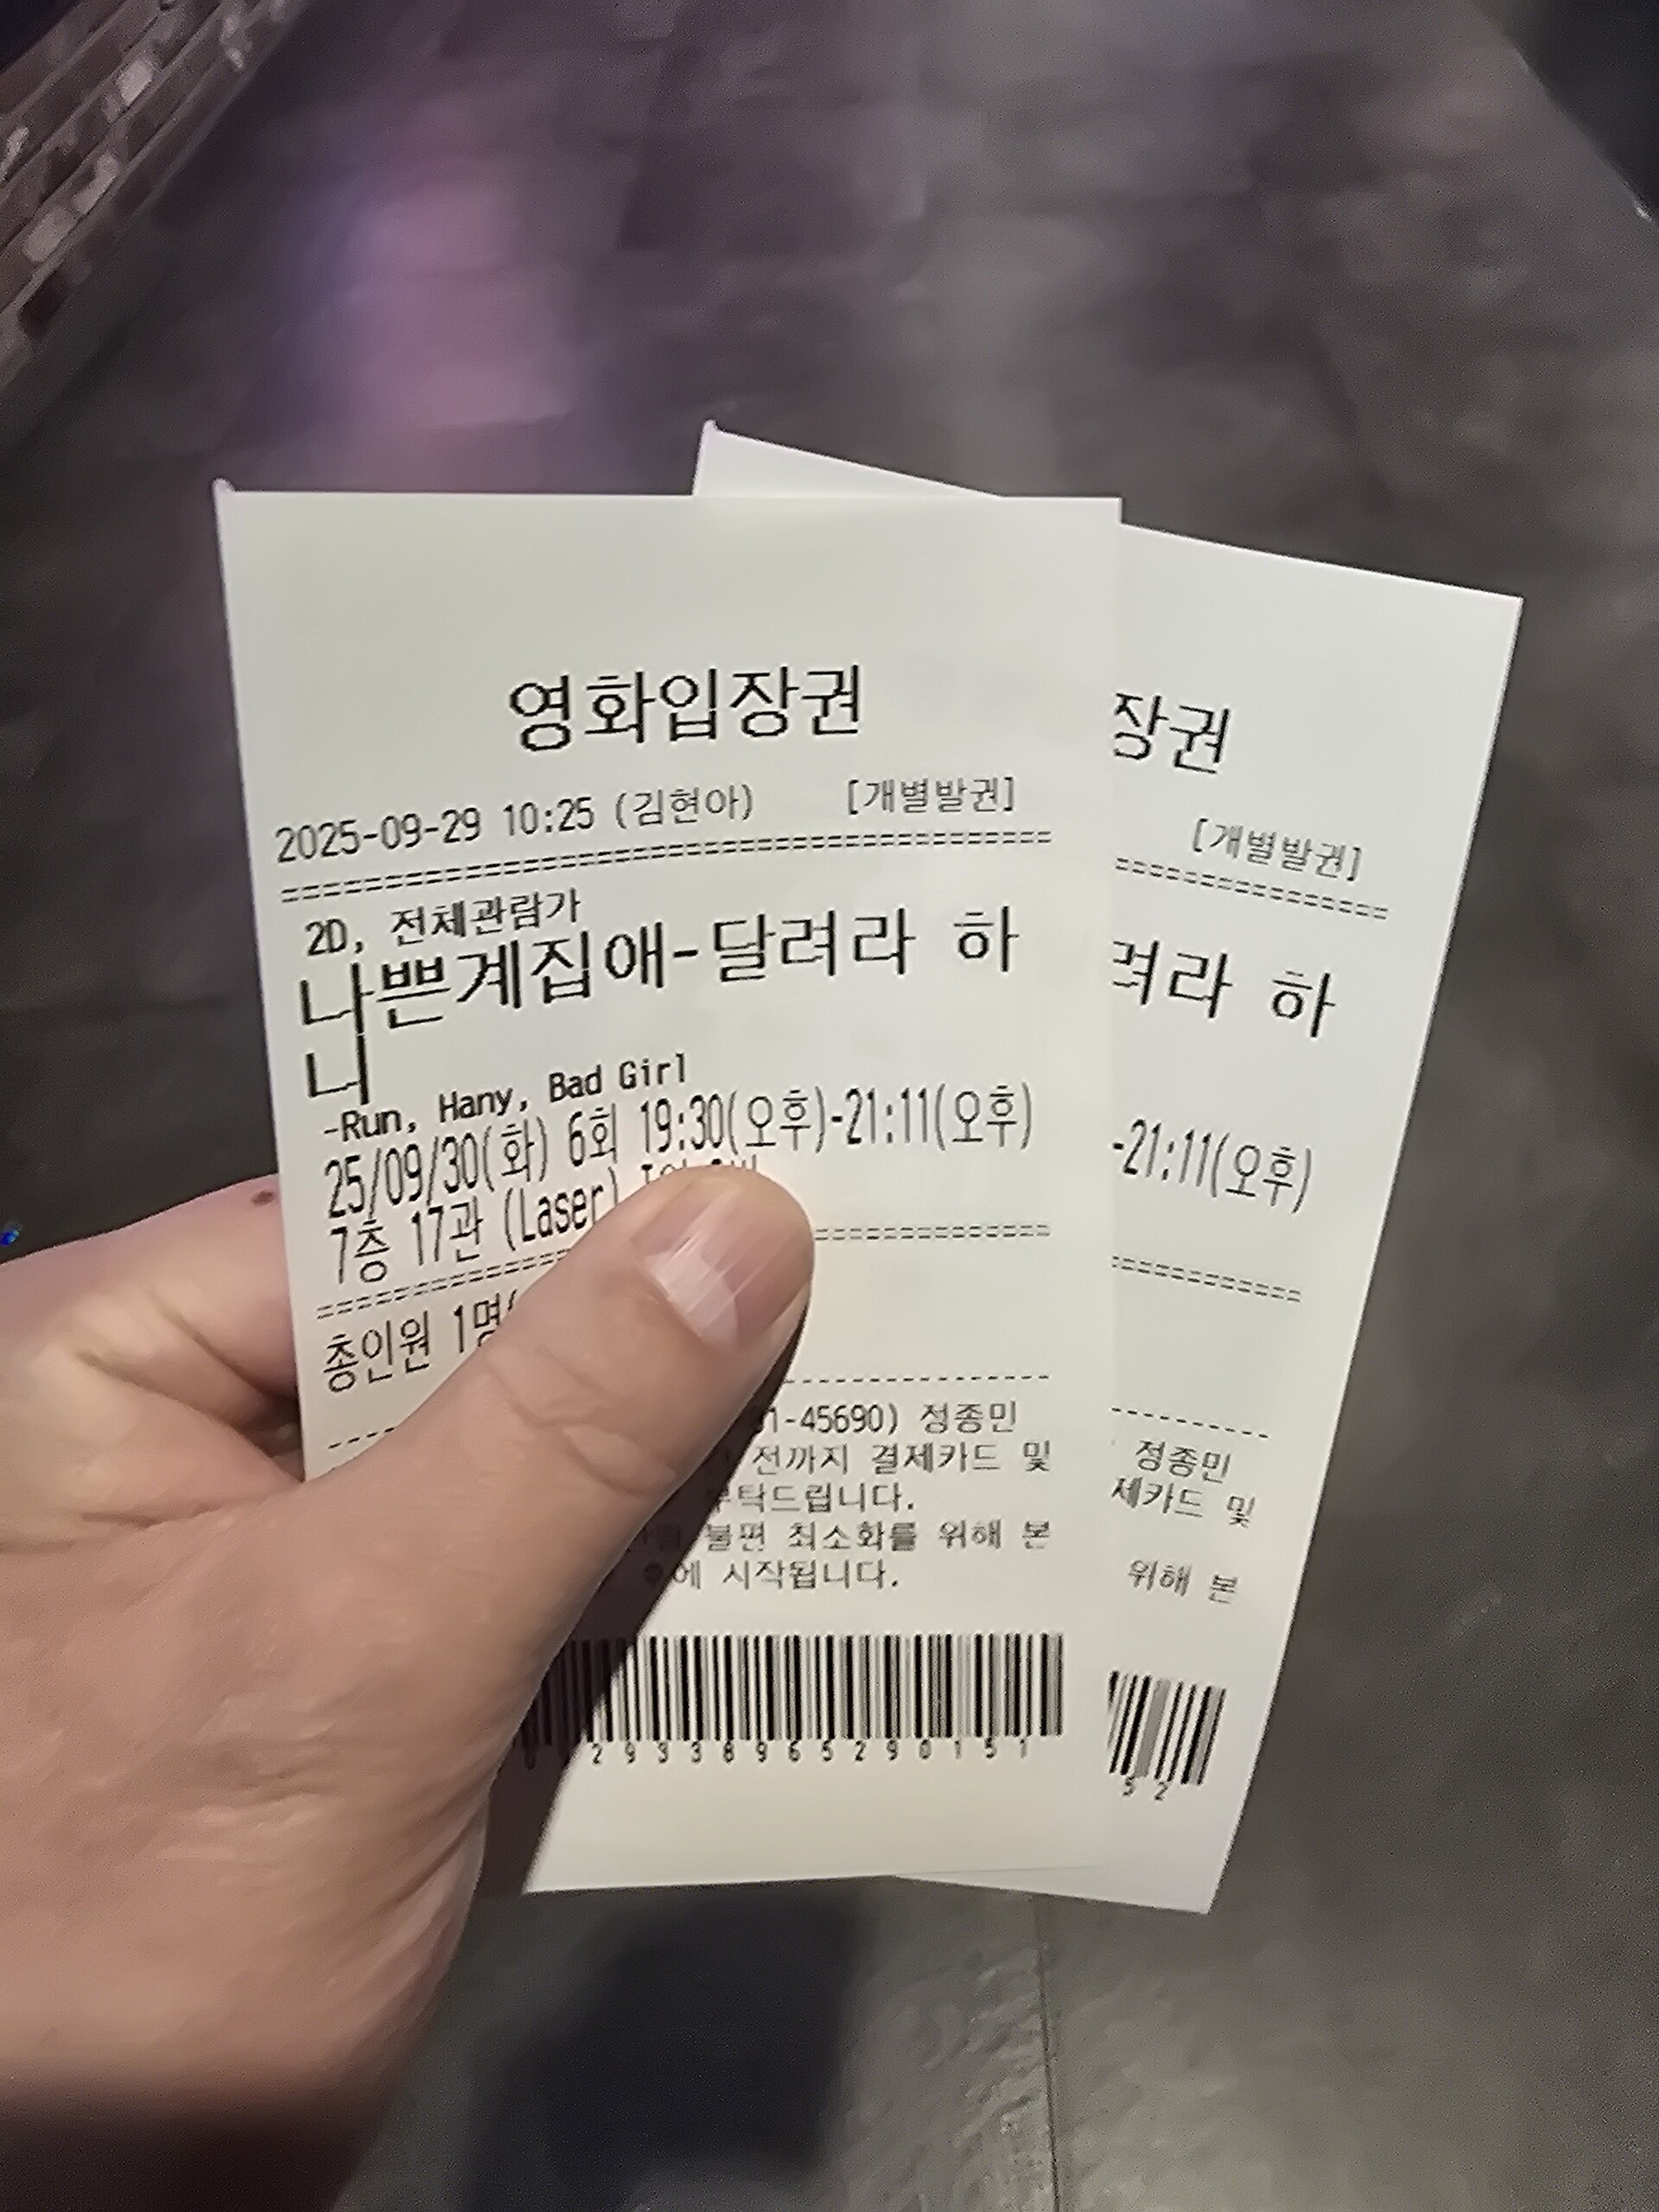 영화입장권
2025-09-29 10:25 (김현아) [개별발권]
2D, 전체관람가
나쁜계집애-달려라 하
니
-Run, Hany, Bad Girl
25/09/30(화) 6회 19:30(오후)-21:11(오후)
7층 17관 (Laser)
총인원 1명(
-45690) 정종민
전까지 결제카드 및
부탁드립니다.
불편 최소화를 위해 본
에 시작됩니다.
2933896529015 1
장권
[개별발권]
려라 하
-21:11(오후)
정종민
제카드 및
위해 본
52